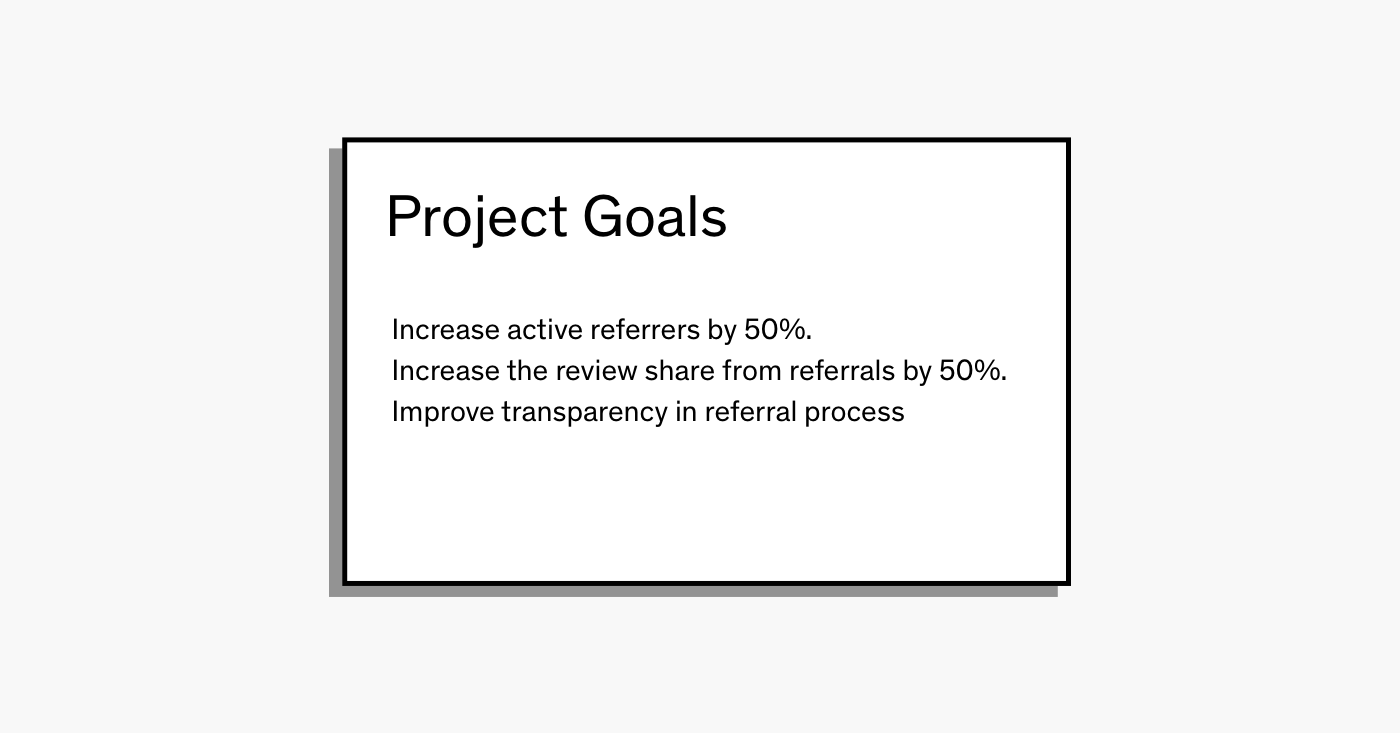 Project Goals
Increase active referrers by 50%.
Increase the review share from referrals by 50%.
Improve transparency in referral process